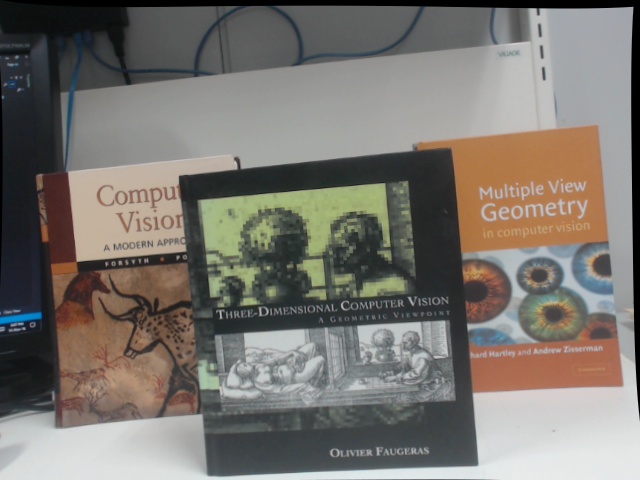 Comput
Vision
A MODERN APPRO
FORSYTH
THREE-DIMENSIONAL COMPUTER VISION
A GEOMETRIC VIEWPOINT
OLIVIER FAUGERAS
Multiple View
Geometry
in computer vision
hard Hartley and Andrew Zisserman